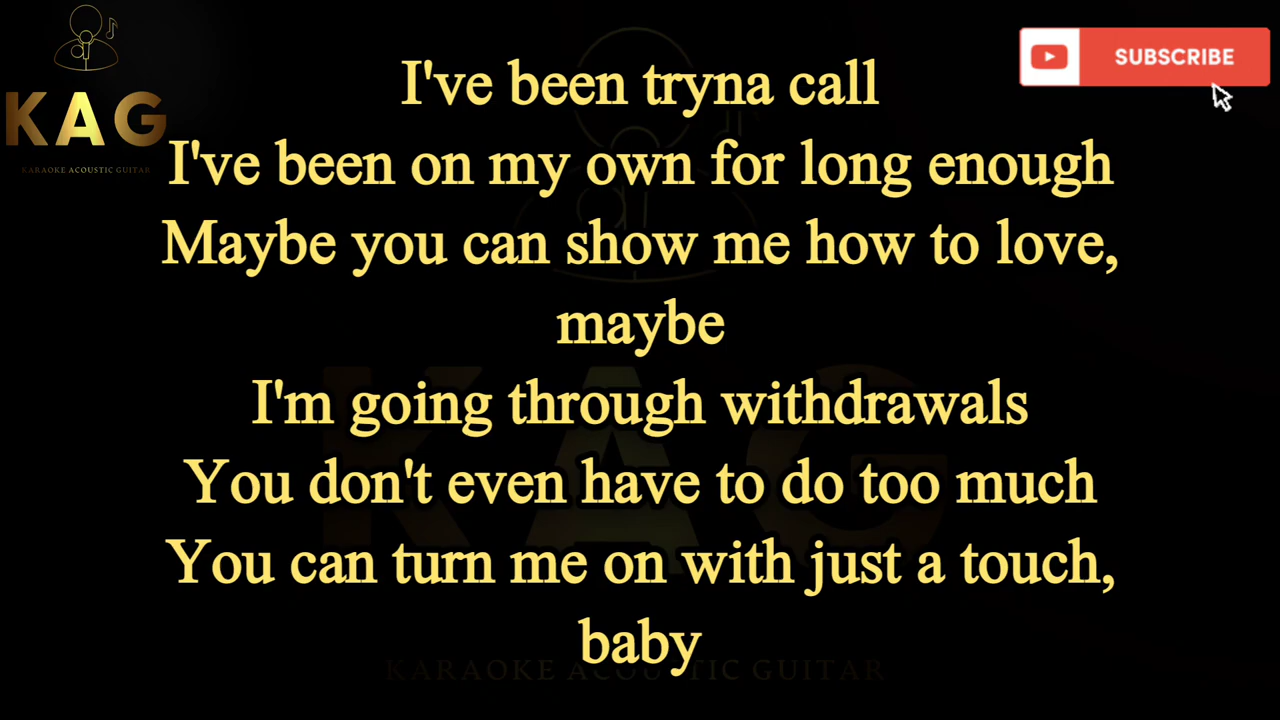 KAG
KARAOKE ACOUSTIC GUITAR
SUBSCRIBE
I've been tryna call
I've been on my own for long enough
Maybe you can show me how to love,
maybe
I'm going through withdrawals
You don't even have to do too much
You can turn me on with just a touch,
baby
KAG
KARAOKE ACOUSTIC GUITAR